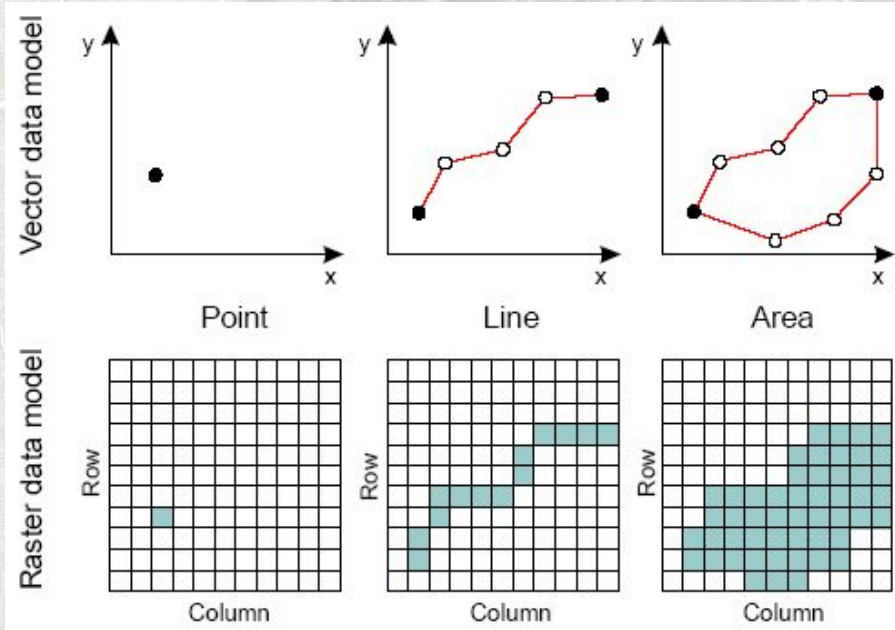 Vector data model
y
x
y
x
y
x
Point
Line
Area
Raster data model
Row
Column
Row
Column
Row
Column